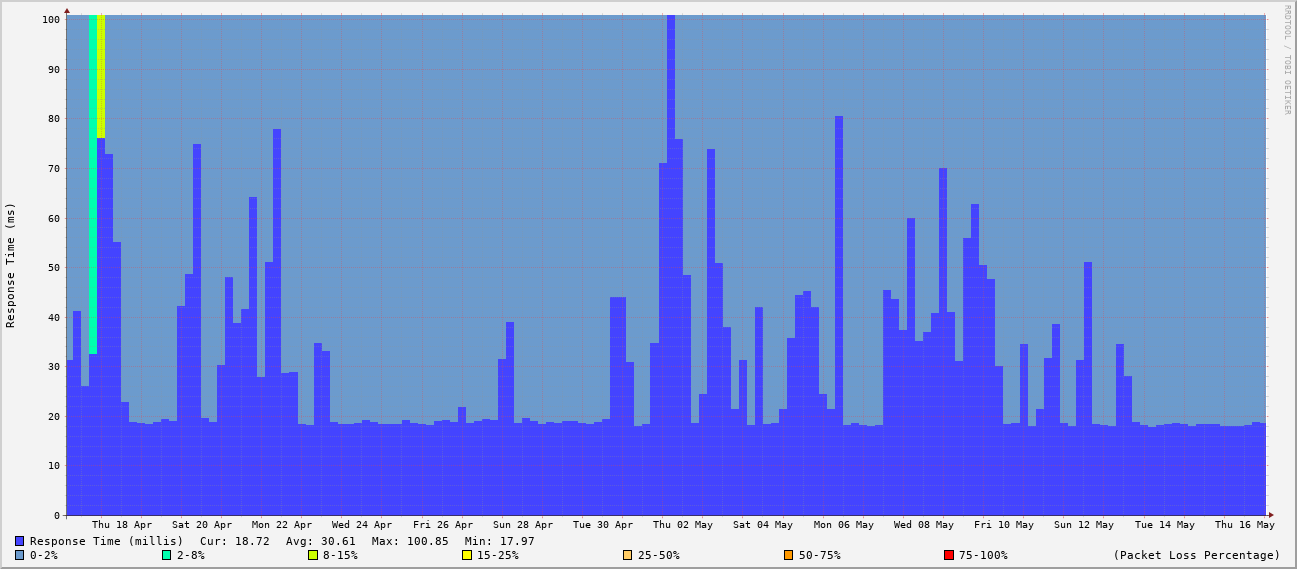 RRDTOOL / TOBI OETIKER
Response Time (ms)
100
90
80
70
60
50
40
30
20
10
0
Thu 18 Apr Sat 20 Apr Mon 22 Apr Wed 24 Apr Fri 26 Apr Sun 28 Apr Tue 30 Apr Thu 02 May Sat 04 May Mon 06 May Wed 08 May Fri 10 May Sun 12 May Tue 14 May Thu 16 May
Response Time (millis) Cur: 18.72 Avg: 30.61 Max: 100.85 Min: 17.97
0-2% 2-8% 8-15% 15-25% 25-50% 50-75% 75-100% (Packet Loss Percentage)